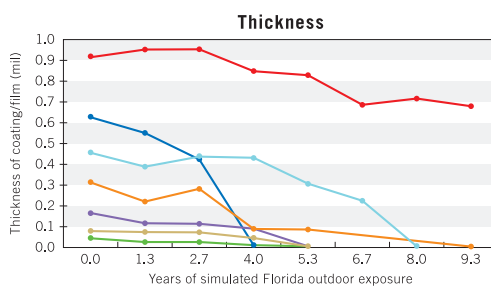 Thickness
Thickness of coating/film (mil)
1.0
0.9
0.8
0.7
0.6
0.5
0.4
0.3
0.2
0.1
0.0
0.0 1.3 2.7 4.0 5.3 6.7 8.0 9.3
Years of simulated Florida outdoor exposure